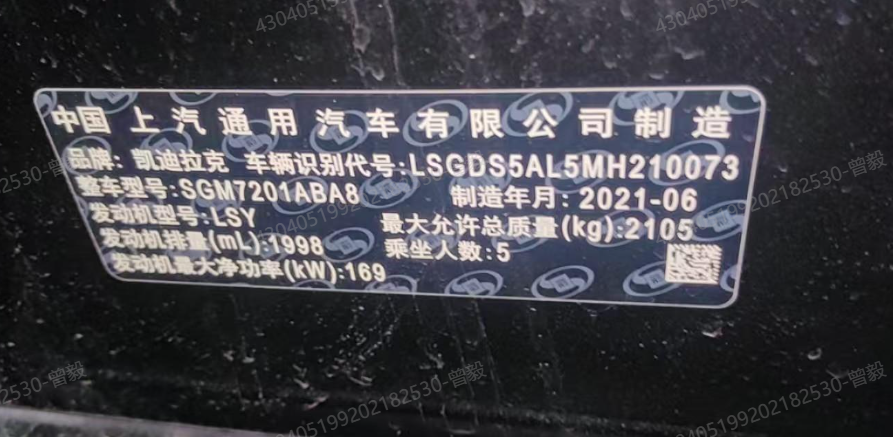 中国上汽通用汽车有限公司制造
品牌: 凯迪拉克 车辆识别代号:LSGDS5AL5MH210073
整车型号:SGM7201ABA8 制造年月: 2021-06
发动机型号:LSY 最大允许总质量(kg):2105
发动机排量(mL):1998 乘坐人数:5
发动机最大净功率(kW):169